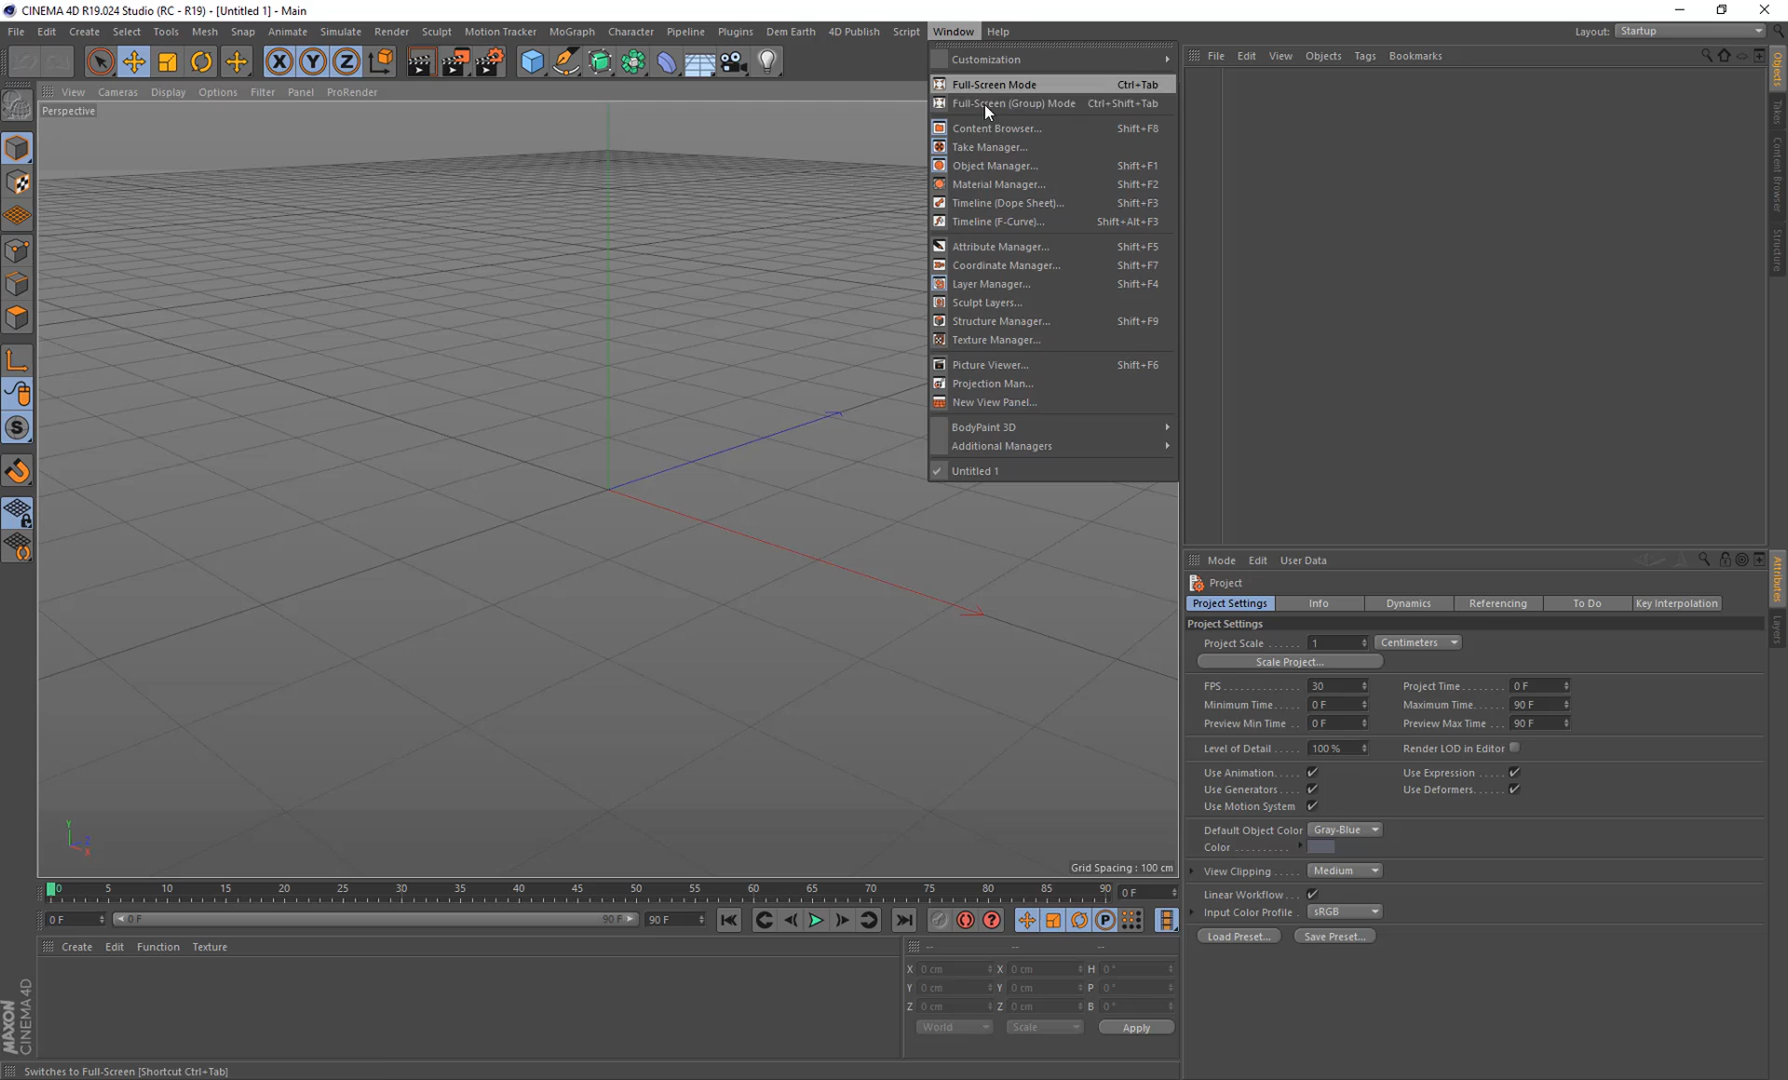 CINEMA 4D R19.024 Studio (RC - R19) - [Untitled 1] - Main
File Edit Create Select Tools Mesh Snap Animate Simulate Render Sculpt Motion Tracker MoGraph Character Pipeline Plugins Dem Earth 4D Publish Script Window Help
Layout: Startup
View Cameras Display Options Filter Panel ProRender
Perspective
Customization
Full-Screen Mode Ctrl+Tab
Full-Screen (Group) Mode Ctrl+Shift+Tab
Content Browser... Shift+F8
Take Manager...
Object Manager... Shift+F1
Material Manager... Shift+F2
Timeline (Dope Sheet)... Shift+F3
Timeline (F-Curve)... Shift+Alt+F3
Attribute Manager... Shift+F5
Coordinate Manager... Shift+F7
Layer Manager... Shift+F4
Sculpt Layers...
Structure Manager... Shift+F9
Texture Manager...
Picture Viewer... Shift+F6
Projection Man...
New View Panel...
BodyPaint 3D
Additional Managers
Untitled 1
File Edit View Objects Tags Bookmarks
Objects
Takes
Content Browser
Structure
Mode Edit User Data
Attributes
Layers
Project
Project Settings Info Dynamics Referencing To Do Key Interpolation
Project Settings
Project Scale 1 Centimeters
Scale Project...
FPS 30 Project Time 0 F
Minimum Time 0 F Maximum Time 90 F
Preview Min Time 0 F Preview Max Time 90 F
Level of Detail 100 % Render LOD in Editor
Use Animation Use Expression
Use Generators Use Deformers
Use Motion System
Default Object Color Gray-Blue
Color
View Clipping Medium
Linear Workflow
Input Color Profile sRGB
Load Preset... Save Preset...
X Y Z
S
Y
Z
X
Grid Spacing : 100 cm
0 5 10 15 20 25 30 35 40 45 50 55 60 65 70 75 80 85 90 0 F
0 F 0 F 90 F 90 F
P
Create Edit Function Texture
-- -- --
X 0 cm X 0 cm H 0 °
Y 0 cm Y 0 cm P 0 °
Z 0 cm Z 0 cm B 0 °
World Scale Apply
MAXON
CINEMA 4D
Switches to Full-Screen [Shortcut Ctrl+Tab]